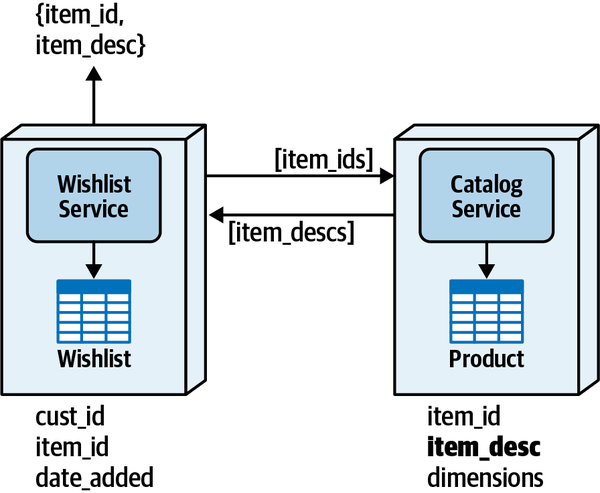 {item_id,
item_desc}
Wishlist
Service
[item_ids]
[item_descs]
Catalog
Service
Wishlist
Product
cust_id
item_id
date_added
item_id
item_desc
dimensions